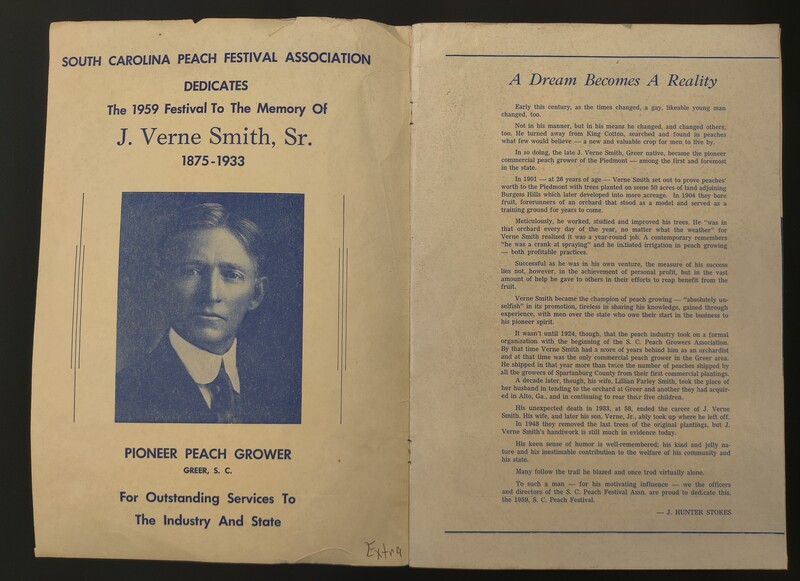 SOUTH CAROLINA PEACH FESTIVAL ASSOCIATION
DEDICATES
The 1959 Festival To The Memory Of
J. Verne Smith, Sr.
1875-1933
PIONEER PEACH GROWER
GREER, S. C.
For Outstanding Services To
The Industry And State
Extra
A Dream Becomes A Reality
Early this century, as the times changed, a gay, likeable young man
changed, too.
Not in his manner, but in his means he changed, and changed others,
too. He turned away from King Cotton, searched and found in peaches
what few would believe — a new and valuable crop for men to live by.
In so doing, the late J. Verne Smith, Greer native, became the pioneer
commercial peach grower of the Piedmont — among the first and foremost
in the state.
In 1901 — at 26 years of age — Verne Smith set out to prove peaches'
worth to the Piedmont with trees planted on some 50 acres of land adjoining
Burgess Hills which later developed into more acreage. In 1904 they bore
fruit, forerunners of an orchard that stood as a model and served as a
training ground for years to come.
Meticulously, he worked, studied and improved his trees. He "was in
that orchard every day of the year, no matter what the weather" for
Verne Smith realized it was a year-round job. A contemporary remembers
"he was a crank at spraying" and he initiated irrigation in peach growing
— both profitable practices.
Successful as he was in his own venture, the measure of his success
lies not, however, in the achievement of personal profit, but in the vast
amount of help he gave to others in their efforts to reap benefit from the
fruit.
Verne Smith became the champion of peach growing — "absolutely un-
selfish" in its promotion, tireless in sharing his knowledge, gained through
experience, with men over the state who owe their start in the business to
his pioneer spirit.
It wasn't until 1924, though, that the peach industry took on a formal
organization with the beginning of the S. C. Peach Growers Association.
By that time Verne Smith had a score of years behind him as an orchardist
and at that time was the only commercial peach grower in the Greer area.
He shipped in that year more than twice the number of peaches shipped by
all the growers of Spartanburg County from their first commercial plantings.
A decade later, though, his wife, Lillian Farley Smith, took the place of
her husband in tending to the orchard at Greer and another they had acquir-
ed in Alto, Ga., and in continuing to rear their five children.
His unexpected death in 1933, at 58, ended the career of J. Verne
Smith. His wife, and later his son, Verne, Jr., ably took up where he left off.
In 1948 they removed the last trees of the original plantings, but J.
Verne Smith's handiwork is still much in evidence today.
His keen sense of humor is well-remembered; his kind and jolly na-
ture and his inestimable contribution to the welfare of his community and
his state.
Many follow the trail he blazed and once trod virtually alone.
To such a man — for his motivating influence — we the officers
and directors of the S. C. Peach Festival Assn. are proud to dedicate this,
the 1959, S. C. Peach Festival.
— J. HUNTER STOKES